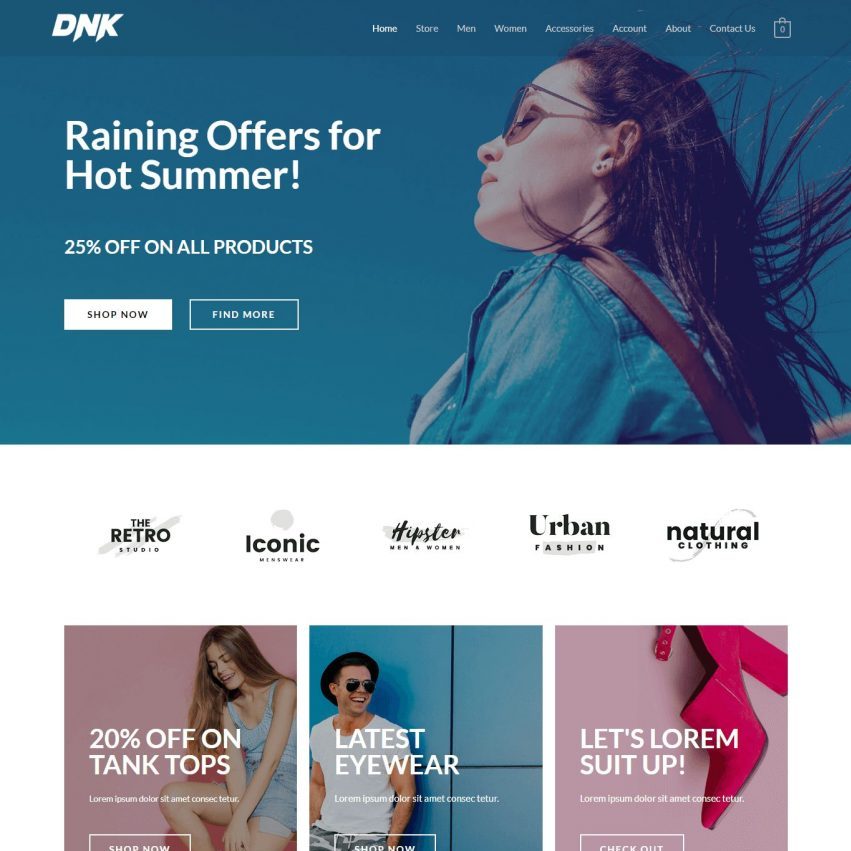 DNK
Home Store Men Women Accessories Account About Contact Us 0
Raining Offers for
Hot Summer!
25% OFF ON ALL PRODUCTS
SHOP NOW FIND MORE
THE
RETRO
STUDIO
Iconic
MENSWEAR
Hipster
MEN & WOMEN
Urban
FASHION
natural
CLOTHING
20% OFF ON
TANK TOPS
Lorem ipsum dolor sit amet consec tetur.
SHOP NOW
LATEST
EYEWEAR
Lorem ipsum dolor sit amet consec tetur.
SHOP NOW
LET'S LOREM
SUIT UP!
Lorem ipsum dolor sit amet consec tetur.
CHECK OUT